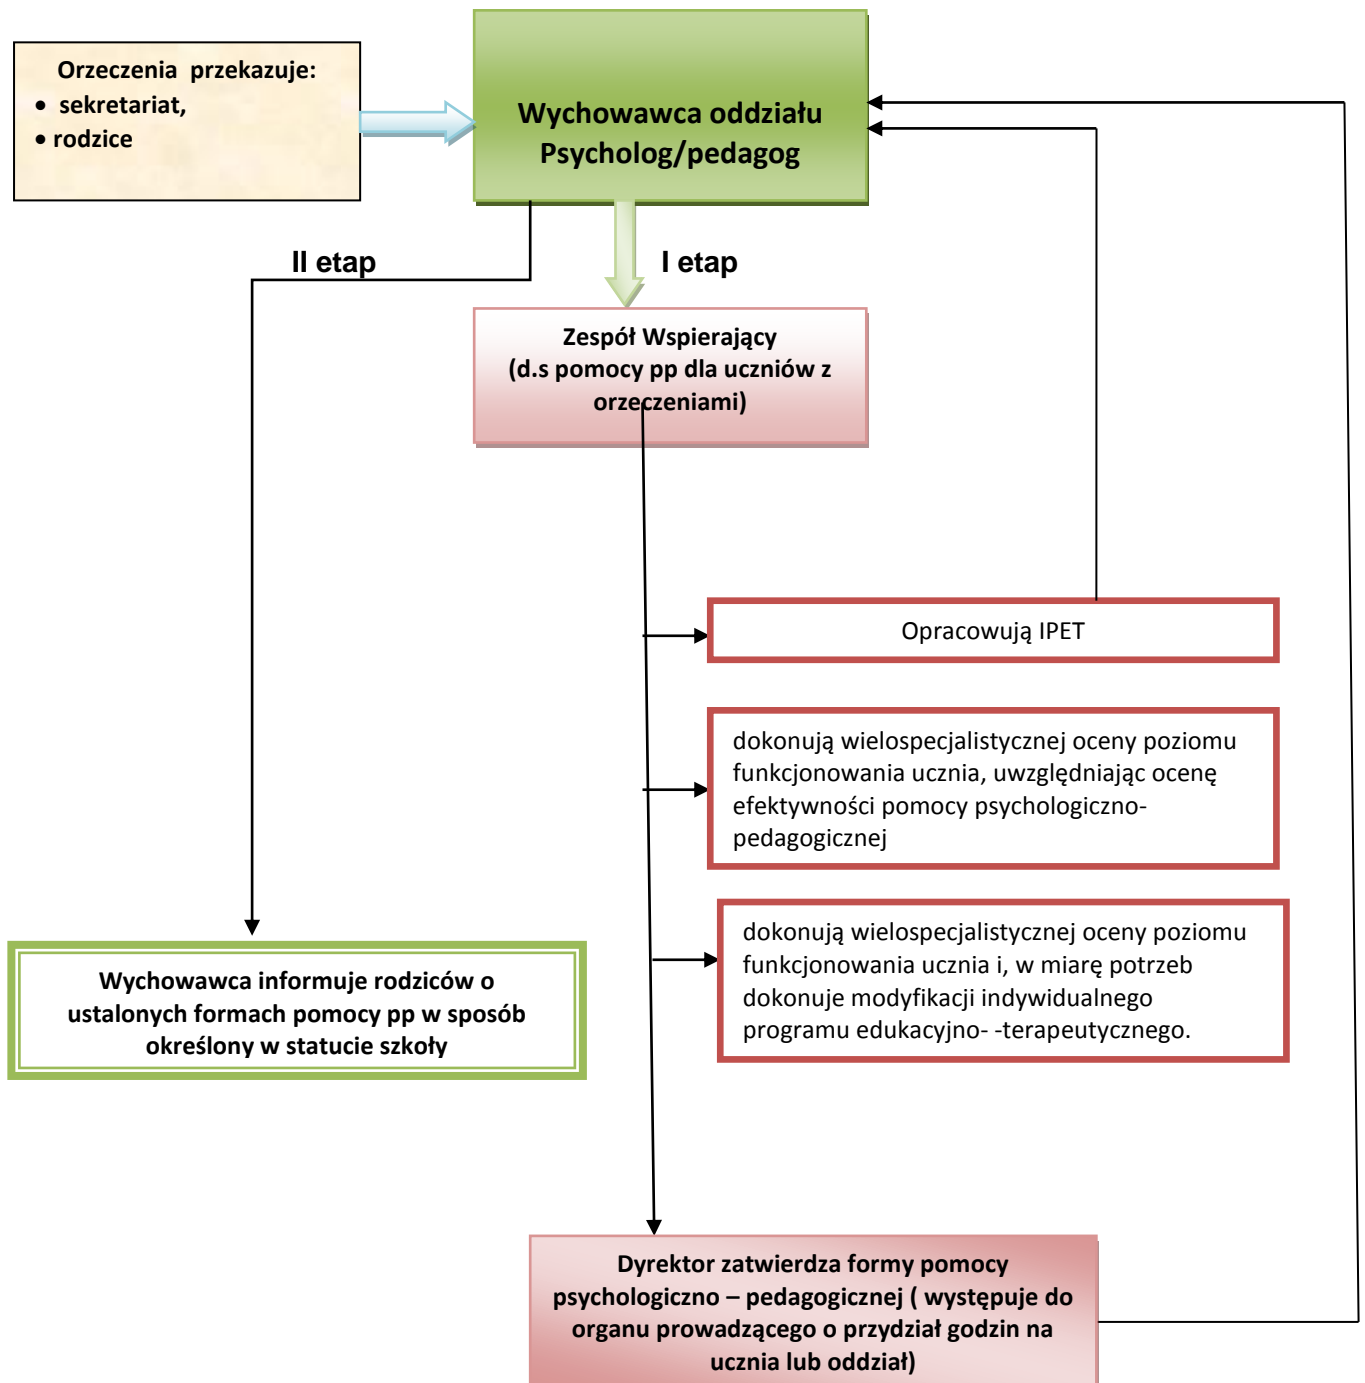 Orzeczenia przekazuje:
• sekretariat,
• rodzice
Wychowawca oddziału
Psycholog/pedagog
II etap
I etap
Zespół Wspierający
(d.s pomocy pp dla uczniów z
orzeczeniami)
Opracowują IPET
dokonują wielospecjalistycznej oceny poziomu
funkcjonowania ucznia, uwzględniając ocenę
efektywności pomocy psychologiczno-
pedagogicznej
dokonują wielospecjalistycznej oceny poziomu
funkcjonowania ucznia i, w miarę potrzeb
dokonuje modyfikacji indywidualnego
programu edukacyjno- -terapeutycznego.
Wychowawca informuje rodziców o
ustalonych formach pomocy pp w sposób
określony w statucie szkoły
Dyrektor zatwierdza formy pomocy
psychologiczno – pedagogicznej ( występuje do
organu prowadzącego o przydział godzin na
ucznia lub oddział)